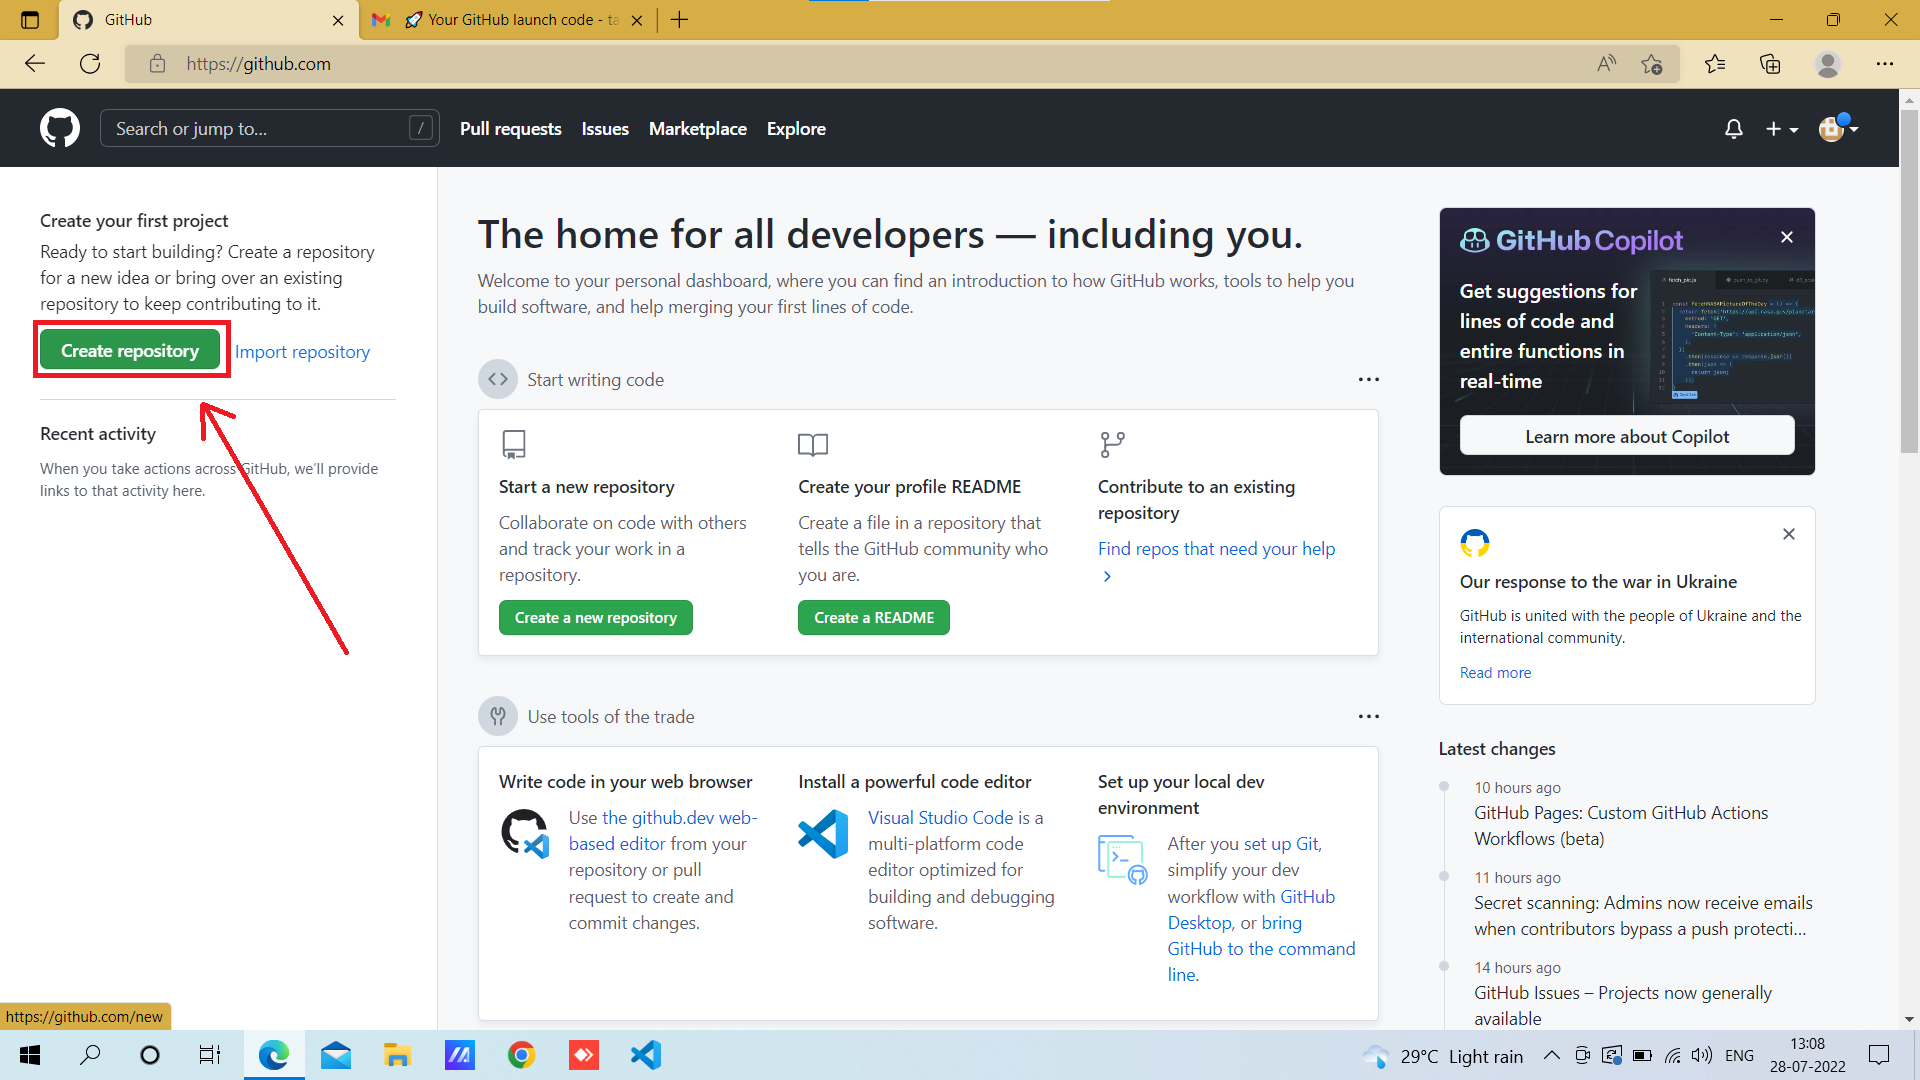 GitHub
Your GitHub launch code - ta
https://github.com
Search or jump to...
/
Pull requests
Issues
Marketplace
Explore
Create your first project
Ready to start building? Create a repository
for a new idea or bring over an existing
repository to keep contributing to it.
Create repository
Import repository
Recent activity
When you take actions across GitHub, we'll provide
links to that activity here.
The home for all developers — including you.
Welcome to your personal dashboard, where you can find an introduction to how GitHub works, tools to help you
build software, and help merging your first lines of code.
Start writing code
Start a new repository
Collaborate on code with others
and track your work in a
repository.
Create a new repository
Create your profile README
Create a file in a repository that
tells the GitHub community who
you are.
Create a README
Contribute to an existing
repository
Find repos that need your help
Use tools of the trade
Write code in your web browser
Use the github.dev web-
based editor from your
repository or pull
request to create and
commit changes.
Install a powerful code editor
Visual Studio Code is a
multi-platform code
editor optimized for
building and debugging
software.
Set up your local dev
environment
After you set up Git,
simplify your dev
workflow with GitHub
Desktop, or bring
GitHub to the command
line.
GitHub Copilot
Get suggestions for
lines of code and
entire functions in
real-time
Learn more about Copilot
Our response to the war in Ukraine
GitHub is united with the people of Ukraine and the
international community.
Read more
Latest changes
10 hours ago
GitHub Pages: Custom GitHub Actions
Workflows (beta)
11 hours ago
Secret scanning: Admins now receive emails
when contributors bypass a push protecti...
14 hours ago
GitHub Issues – Projects now generally
available
https://github.com/new
29°C Light rain
ENG
13:08
28-07-2022